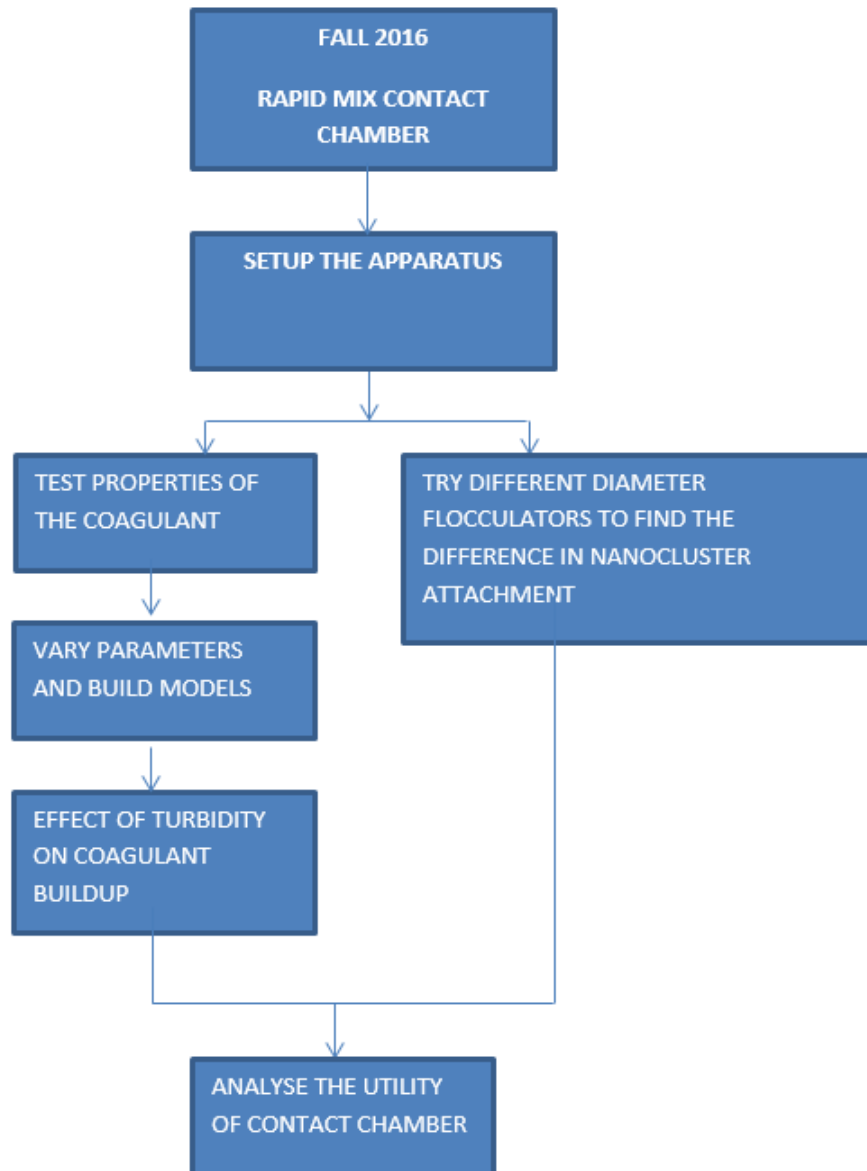 FALL 2016
RAPID MIX CONTACT
CHAMBER
SETUP THE APPARATUS
TEST PROPERTIES OF
THE COAGULANT
TRY DIFFERENT DIAMETER
FLOCCULATORS TO FIND THE
DIFFERENCE IN NANOCLUSTER
ATTACHMENT
VARY PARAMETERS
AND BUILD MODELS
EFFECT OF TURBIDITY
ON COAGULANT
BUILDUP
ANALYSE THE UTILITY
OF CONTACT CHAMBER